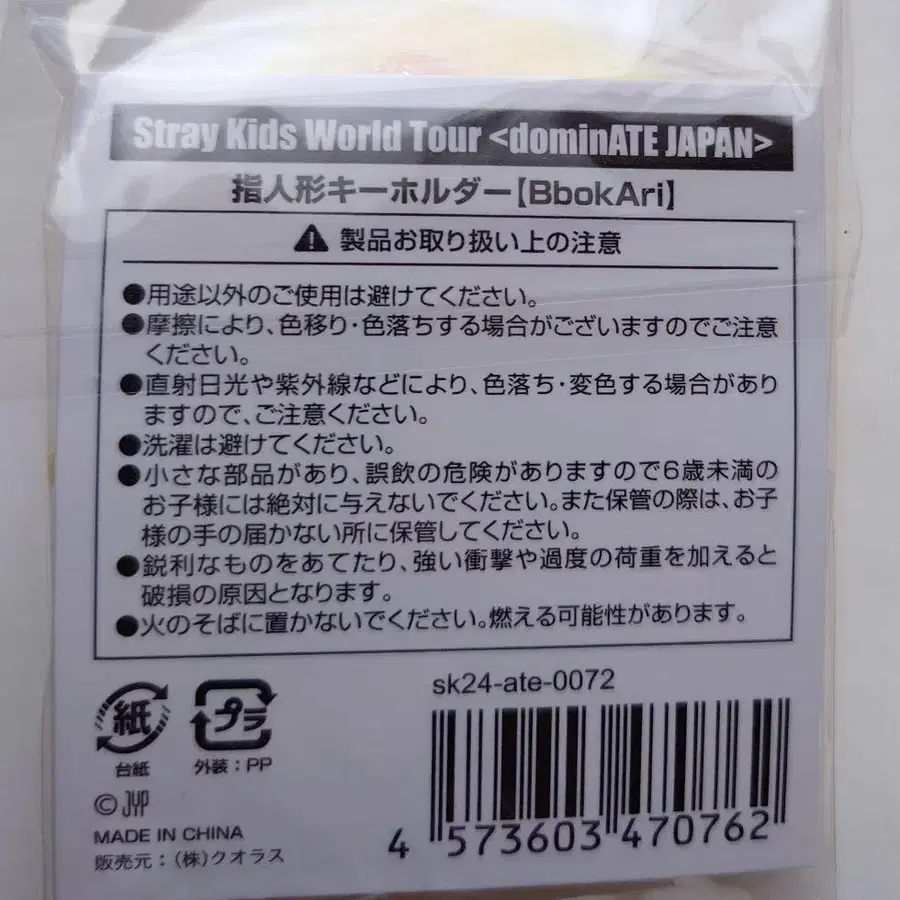 Stray Kids World Tour <dominATE JAPAN>
指人形キーホルダー【BbokAri】
製品お取り扱い上の注意
●用途以外のご使用は避けてください。
●摩擦により、色移り・色落ちする場合がございますのでご注意
ください。
●直射日光や紫外線などにより、色落ち・変色する場合があり
ますので、ご注意ください。
●洗濯は避けてください。
●小さな部品があり、誤飲の危険がありますので6歳未満の
お子様には絶対に与えないでください。また保管の際は、お子
様の手の届かない所に保管してください。
●鋭利なものをあてたり、強い衝撃や過度の荷重を加えると
破損の原因となります。
●火のそばに置かないでください。燃える可能性があります。
sk24-ate-0072
紙 プラ
台紙 外装：PP
© JYP
MADE IN CHINA
販売元：(株)クオラス
4 573603 470762